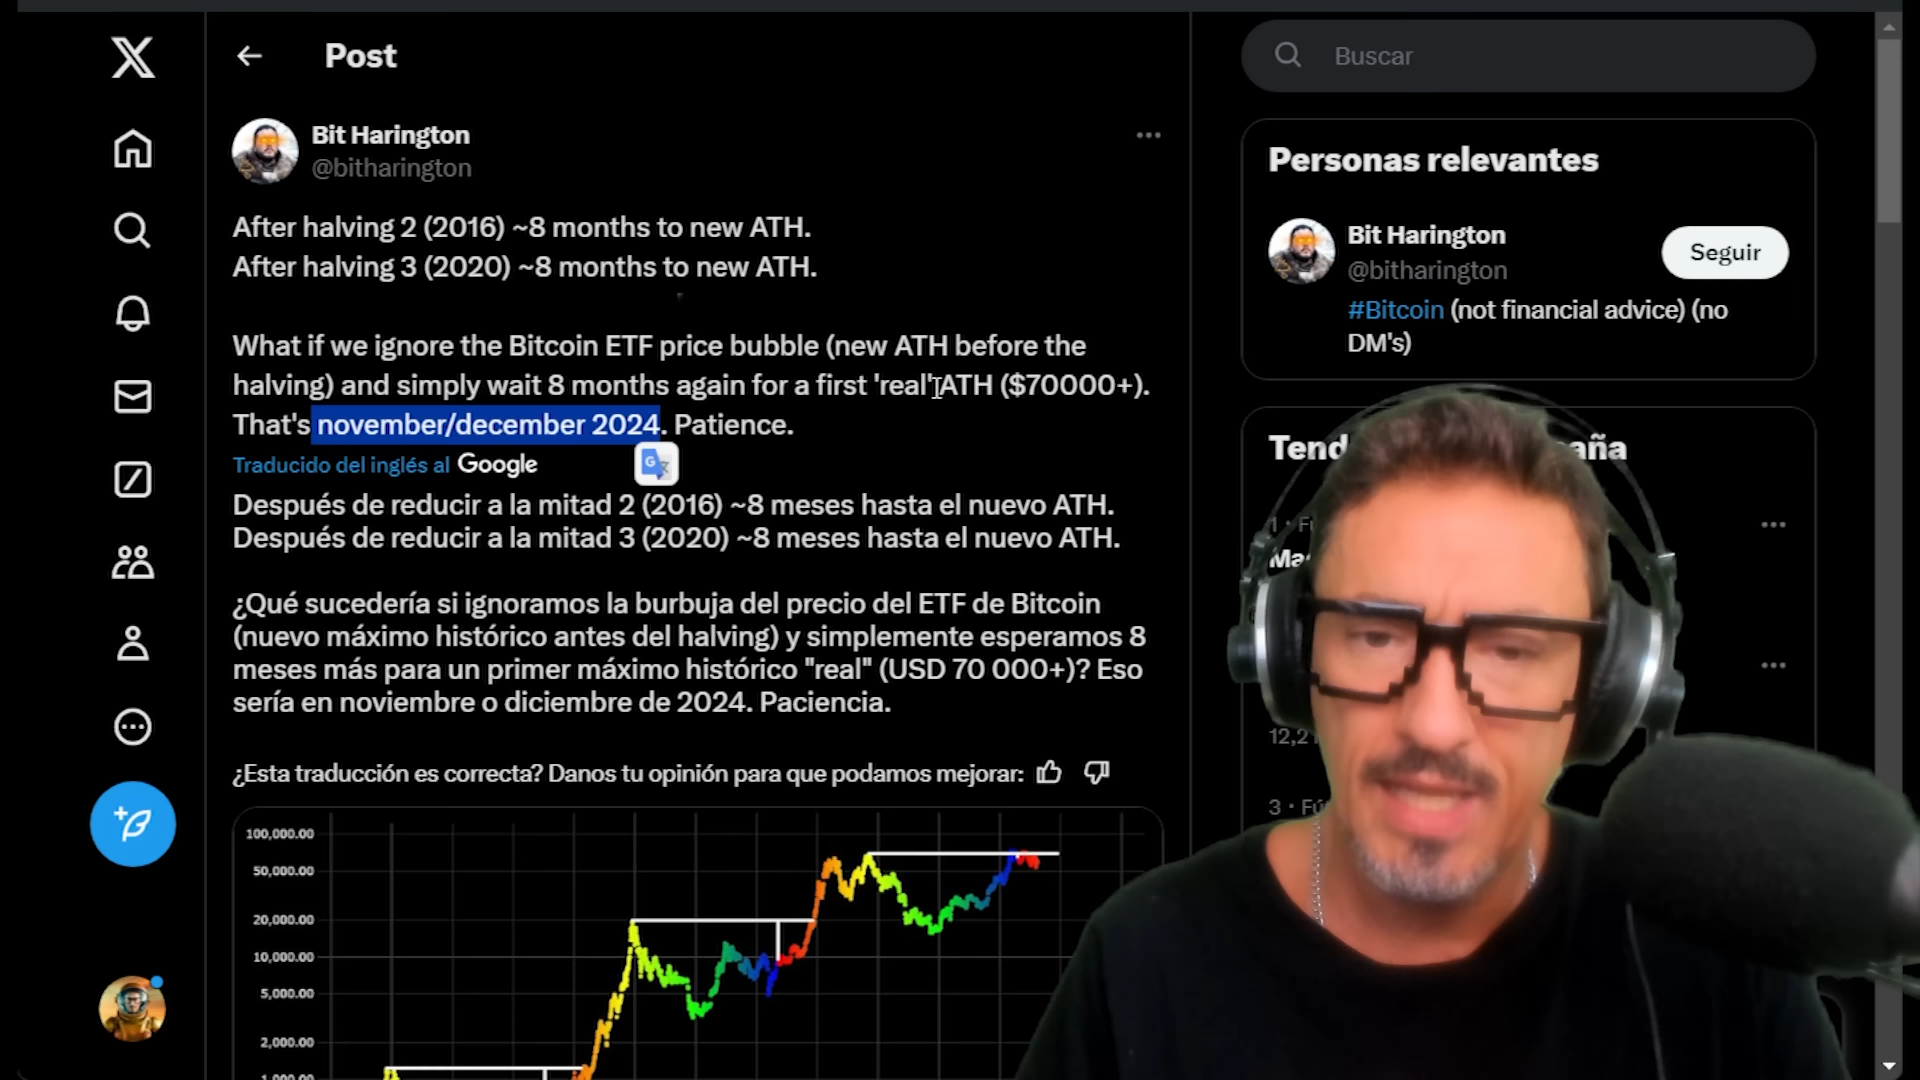 Post
Buscar
Bit Harington
@bitharington
After halving 2 (2016) ~8 months to new ATH.
After halving 3 (2020) ~8 months to new ATH.
What if we ignore the Bitcoin ETF price bubble (new ATH before the
halving) and simply wait 8 months again for a first 'real' ATH ($70000+).
That's november/december 2024. Patience.
Traducido del inglés al Google
Después de reducir a la mitad 2 (2016) ~8 meses hasta el nuevo ATH.
Después de reducir a la mitad 3 (2020) ~8 meses hasta el nuevo ATH.
¿Qué sucedería si ignoramos la burbuja del precio del ETF de Bitcoin
(nuevo máximo histórico antes del halving) y simplemente esperamos 8
meses más para un primer máximo histórico "real" (USD 70 000+)? Eso
sería en noviembre o diciembre de 2024. Paciencia.
¿Esta traducción es correcta? Danos tu opinión para que podamos mejorar:
100,000.00
50,000.00
20,000.00
10,000.00
5,000.00
2,000.00
1,000.00
Personas relevantes
Bit Harington
@bitharington
Seguir
#Bitcoin (not financial advice) (no
DM's)